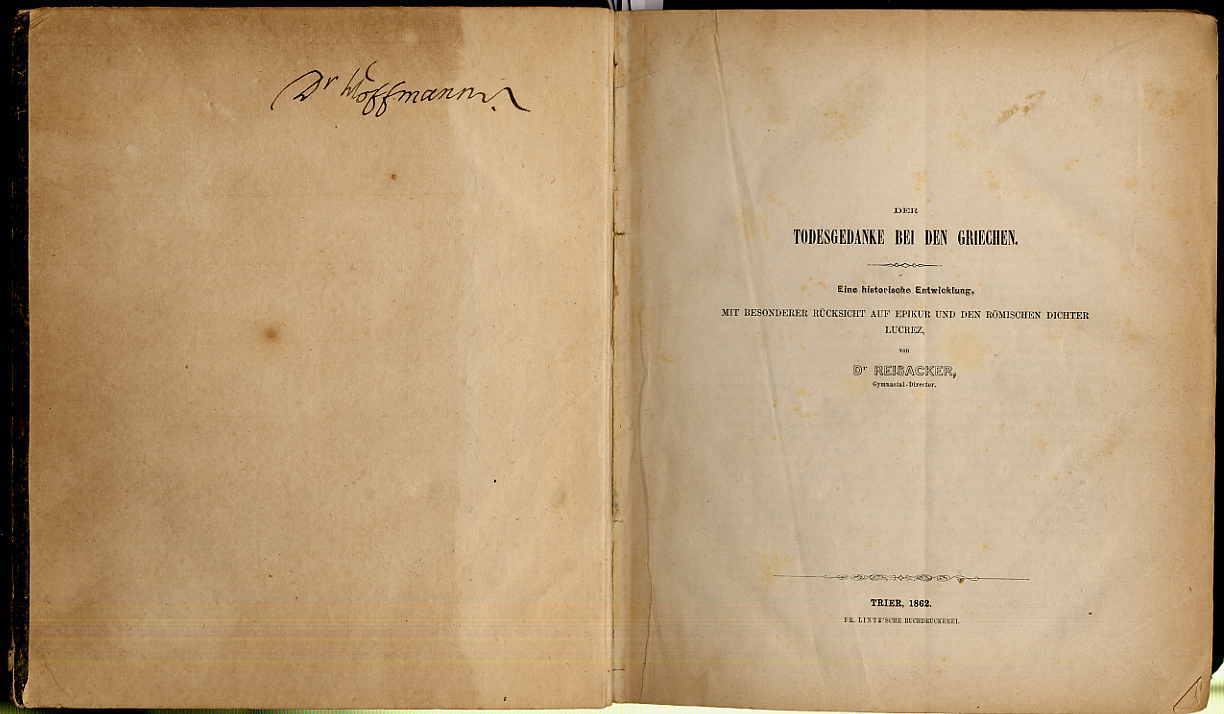 Dr Hoffmann.
DER
TODESGEDANKE BEI DEN GRIECHEN.
Eine historische Entwicklung,
MIT BESONDERER RÜCKSICHT AUF EPIKUR UND DEN RÖMISCHEN DICHTER
LUCREZ,
von
Dr REISACKER,
Gymnasial-Director.
TRIER, 1862.
FR. LINTZ'SCHE BUCHDRUCKEREI.